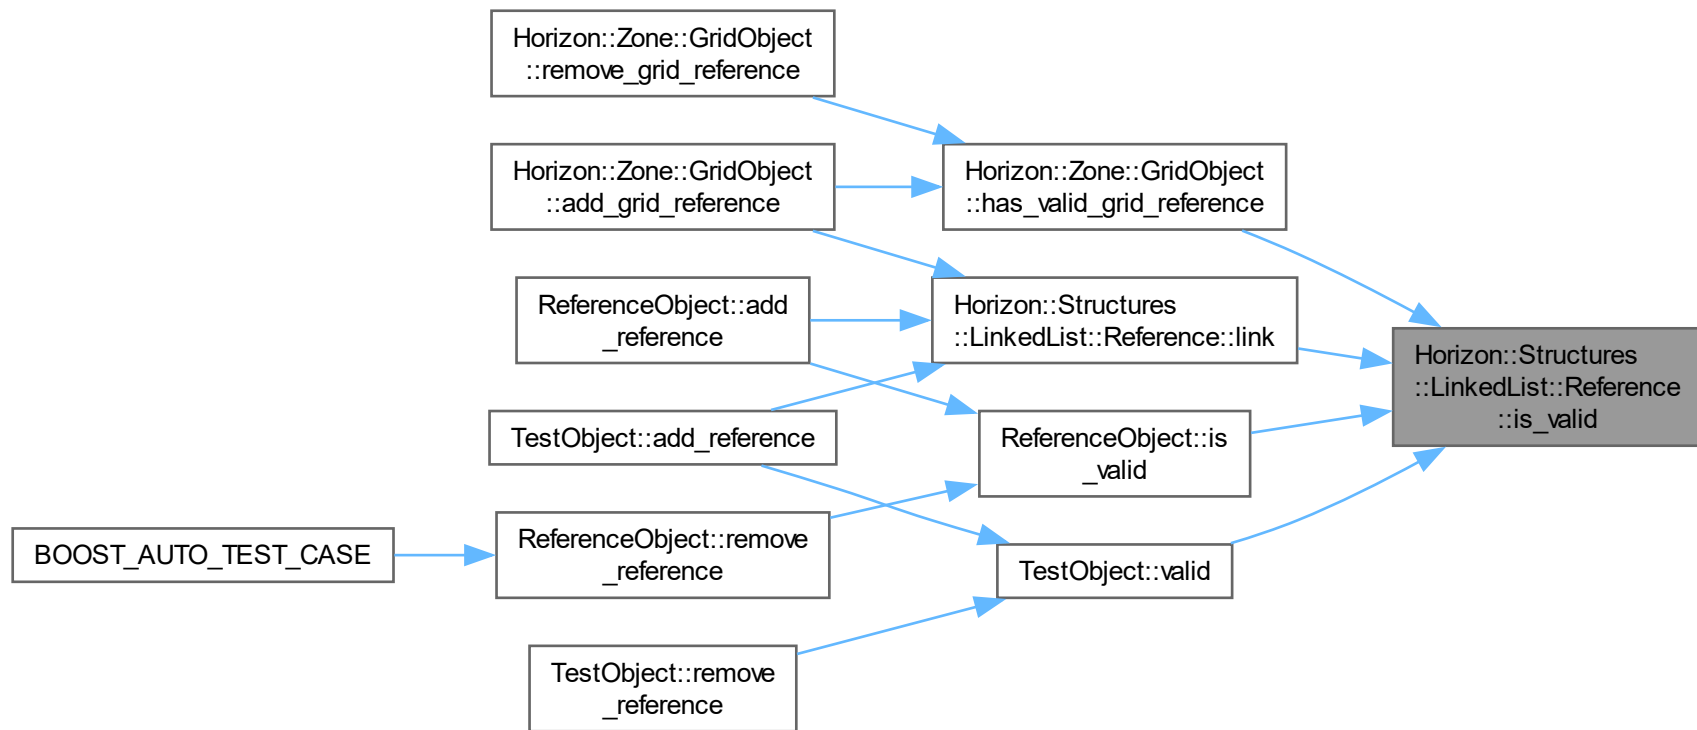 Horizon::Zone::GridObject
::remove_grid_reference
Horizon::Zone::GridObject
::add_grid_reference
Horizon::Zone::GridObject
::has_valid_grid_reference
ReferenceObject::add
_reference
Horizon::Structures
::LinkedList::Reference::link
Horizon::Structures
::LinkedList::Reference
::is_valid
TestObject::add_reference
ReferenceObject::is
_valid
BOOST_AUTO_TEST_CASE
ReferenceObject::remove
_reference
TestObject::valid
TestObject::remove
_reference